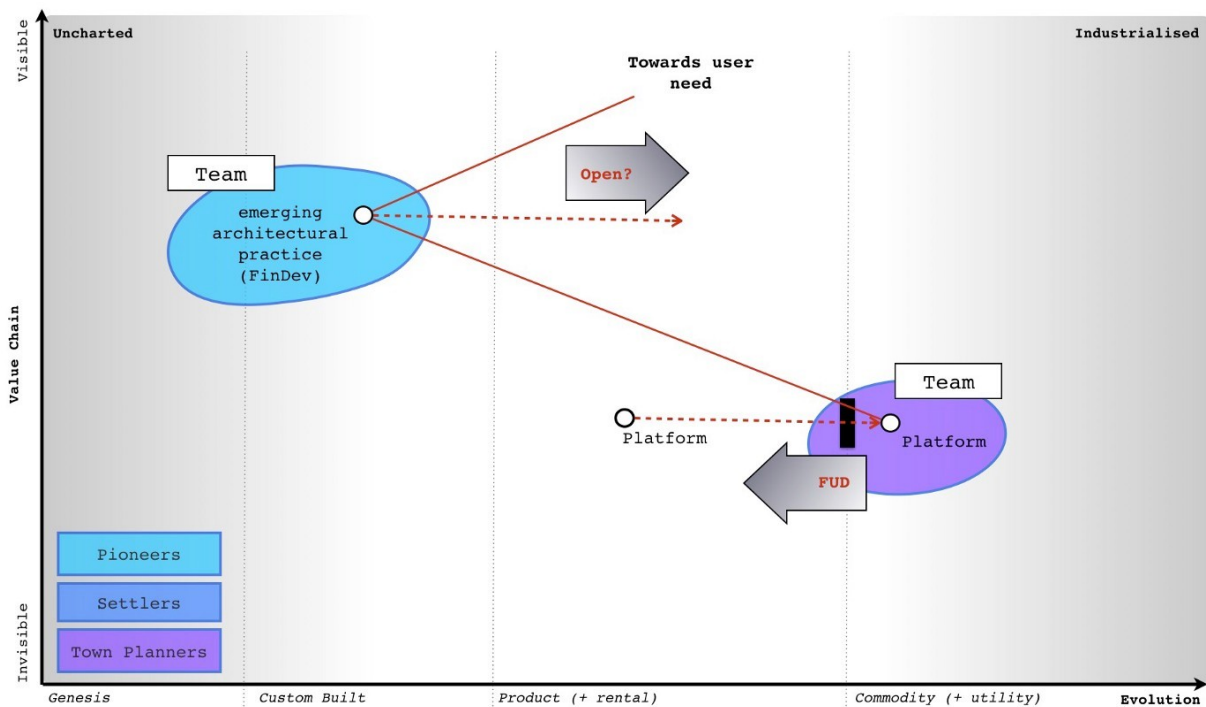 Visible
Uncharted
Industrialised
Towards user
need
Team
Open?
emerging
architectural
practice
(FinDev)
Value Chain
Team
Platform
Platform
FUD
Pioneers
Settlers
Town Planners
Invisible
Genesis
Custom Built
Product (+ rental)
Commodity (+ utility)
Evolution